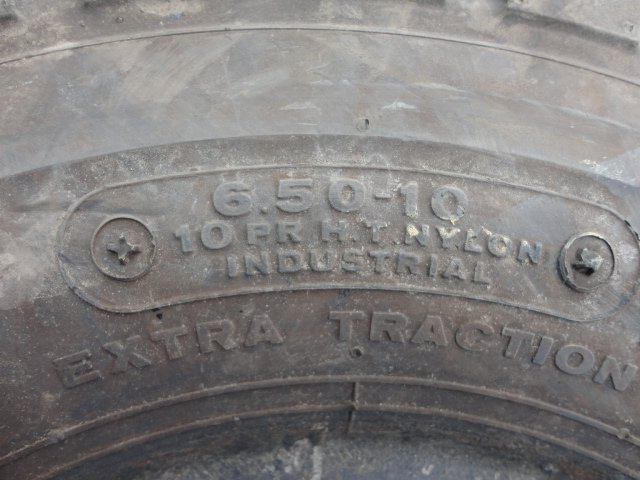 6.50-10
10 PR H.T. NYLON
INDUSTRIAL
EXTRA TRACTION